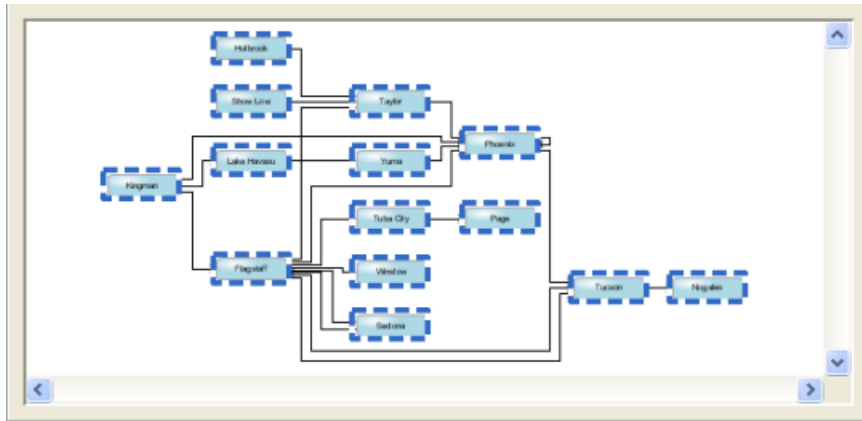 Holbrook
Show Low
Taylor
Phoenix
Lake Havasu
Yuma
Kingman
Tuba City
Page
Flagstaff
Winslow
Tucson
Nogales
Sedona